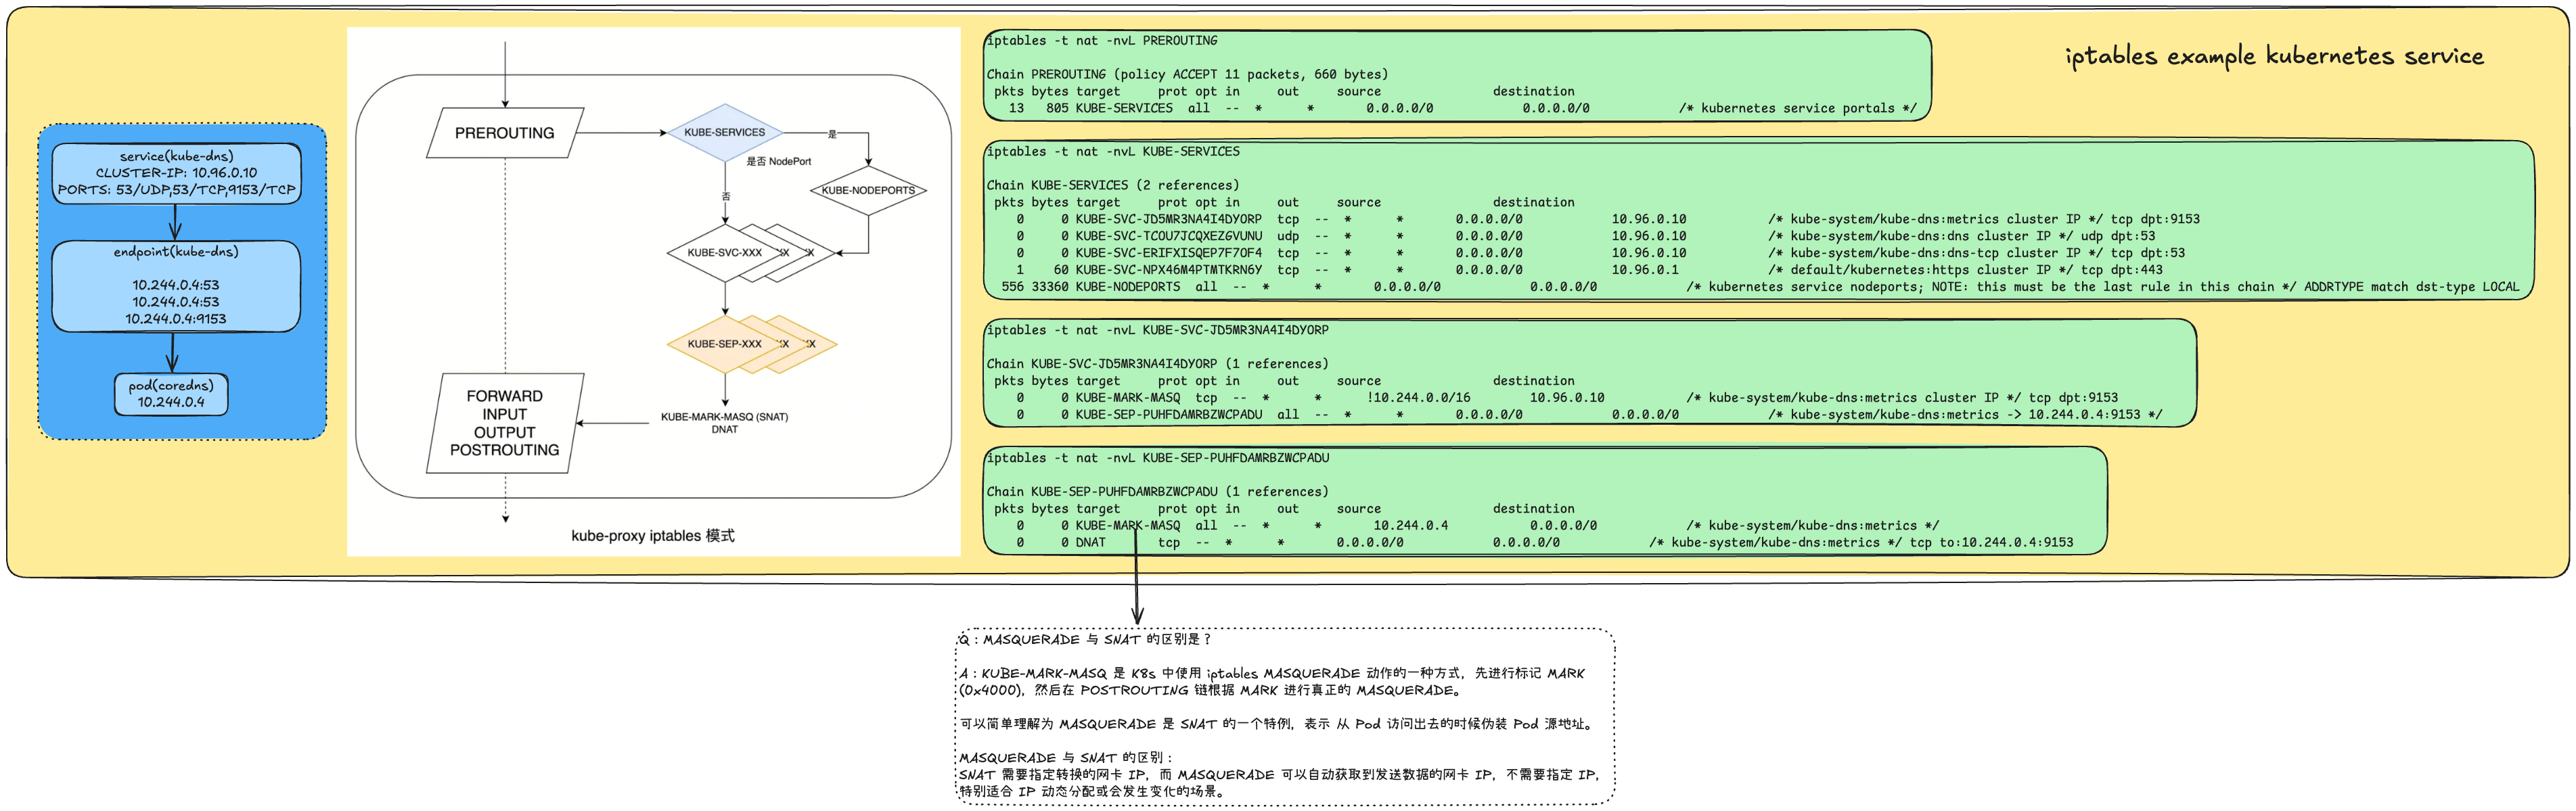 iptables example kubernetes service
service(kube-dns)
CLUSTER-IP: 10.96.0.10
PORTS: 53/UDP,53/TCP,9153/TCP
endpoint(kube-dns)
10.244.0.4:53
10.244.0.4:53
10.244.0.4:9153
pod(coredns)
10.244.0.4
PREROUTING
KUBE-SERVICES
是
是否 NodePort
KUBE-NODEPORTS
否
KUBE-SVC-XXX
KUBE-SEP-XXX
KUBE-MARK-MASQ (SNAT)
DNAT
FORWARD
INPUT
OUTPUT
POSTROUTING
kube-proxy iptables 模式
iptables -t nat -nvL PREROUTING
Chain PREROUTING (policy ACCEPT 11 packets, 660 bytes)
pkts bytes target prot opt in out source destination
13 805 KUBE-SERVICES all -- * * 0.0.0.0/0 0.0.0.0/0 /* kubernetes service portals */
iptables -t nat -nvL KUBE-SERVICES
Chain KUBE-SERVICES (2 references)
pkts bytes target prot opt in out source destination
0 0 KUBE-SVC-JD5MR3NA4I4DYORP tcp -- * * 0.0.0.0/0 10.96.0.10 /* kube-system/kube-dns:metrics cluster IP */ tcp dpt:9153
0 0 KUBE-SVC-TCOU7JCQXEZGVUNU udp -- * * 0.0.0.0/0 10.96.0.10 /* kube-system/kube-dns:dns cluster IP */ udp dpt:53
0 0 KUBE-SVC-ERIFXISQEP7F7OF4 tcp -- * * 0.0.0.0/0 10.96.0.10 /* kube-system/kube-dns:dns-tcp cluster IP */ tcp dpt:53
1 60 KUBE-SVC-NPX46M4PTMTKRN6Y tcp -- * * 0.0.0.0/0 10.96.0.1 /* default/kubernetes:https cluster IP */ tcp dpt:443
556 33360 KUBE-NODEPORTS all -- * * 0.0.0.0/0 0.0.0.0/0 /* kubernetes service nodeports; NOTE: this must be the last rule in this chain */ ADDRTYPE match dst-type LOCAL
iptables -t nat -nvL KUBE-SVC-JD5MR3NA4I4DYORP
Chain KUBE-SVC-JD5MR3NA4I4DYORP (1 references)
pkts bytes target prot opt in out source destination
0 0 KUBE-MARK-MASQ tcp -- * * !10.244.0.0/16 10.96.0.10 /* kube-system/kube-dns:metrics cluster IP */ tcp dpt:9153
0 0 KUBE-SEP-PUHFDAMRBZWCPADU all -- * * 0.0.0.0/0 0.0.0.0/0 /* kube-system/kube-dns:metrics -> 10.244.0.4:9153 */
iptables -t nat -nvL KUBE-SEP-PUHFDAMRBZWCPADU
Chain KUBE-SEP-PUHFDAMRBZWCPADU (1 references)
pkts bytes target prot opt in out source destination
0 0 KUBE-MARK-MASQ all -- * * 10.244.0.4 0.0.0.0/0 /* kube-system/kube-dns:metrics */
0 0 DNAT tcp -- * * 0.0.0.0/0 0.0.0.0/0 /* kube-system/kube-dns:metrics */ tcp to:10.244.0.4:9153
Q：MASQUERADE 与 SNAT 的区别是？
A：KUBE-MARK-MASQ 是 K8s 中使用 iptables MASQUERADE 动作的一种方式，先进行标记 MARK
(0x4000)，然后在 POSTROUTING 链根据 MARK 进行真正的 MASQUERADE。
可以简单理解为 MASQUERADE 是 SNAT 的一个特例，表示 从 Pod 访问出去的时候伪装 Pod 源地址。
MASQUERADE 与 SNAT 的区别：
SNAT 需要指定转换的网卡 IP，而 MASQUERADE 可以自动获取到发送数据的网卡 IP，不需要指定 IP，
特别适合 IP 动态分配或会发生变化的场景。